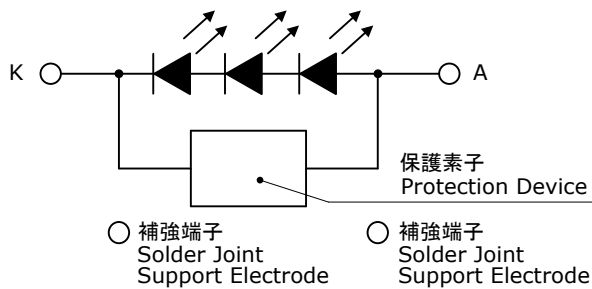 K
A
保護素子
Protection Device
補強端子
Solder Joint
Support Electrode
補強端子
Solder Joint
Support Electrode